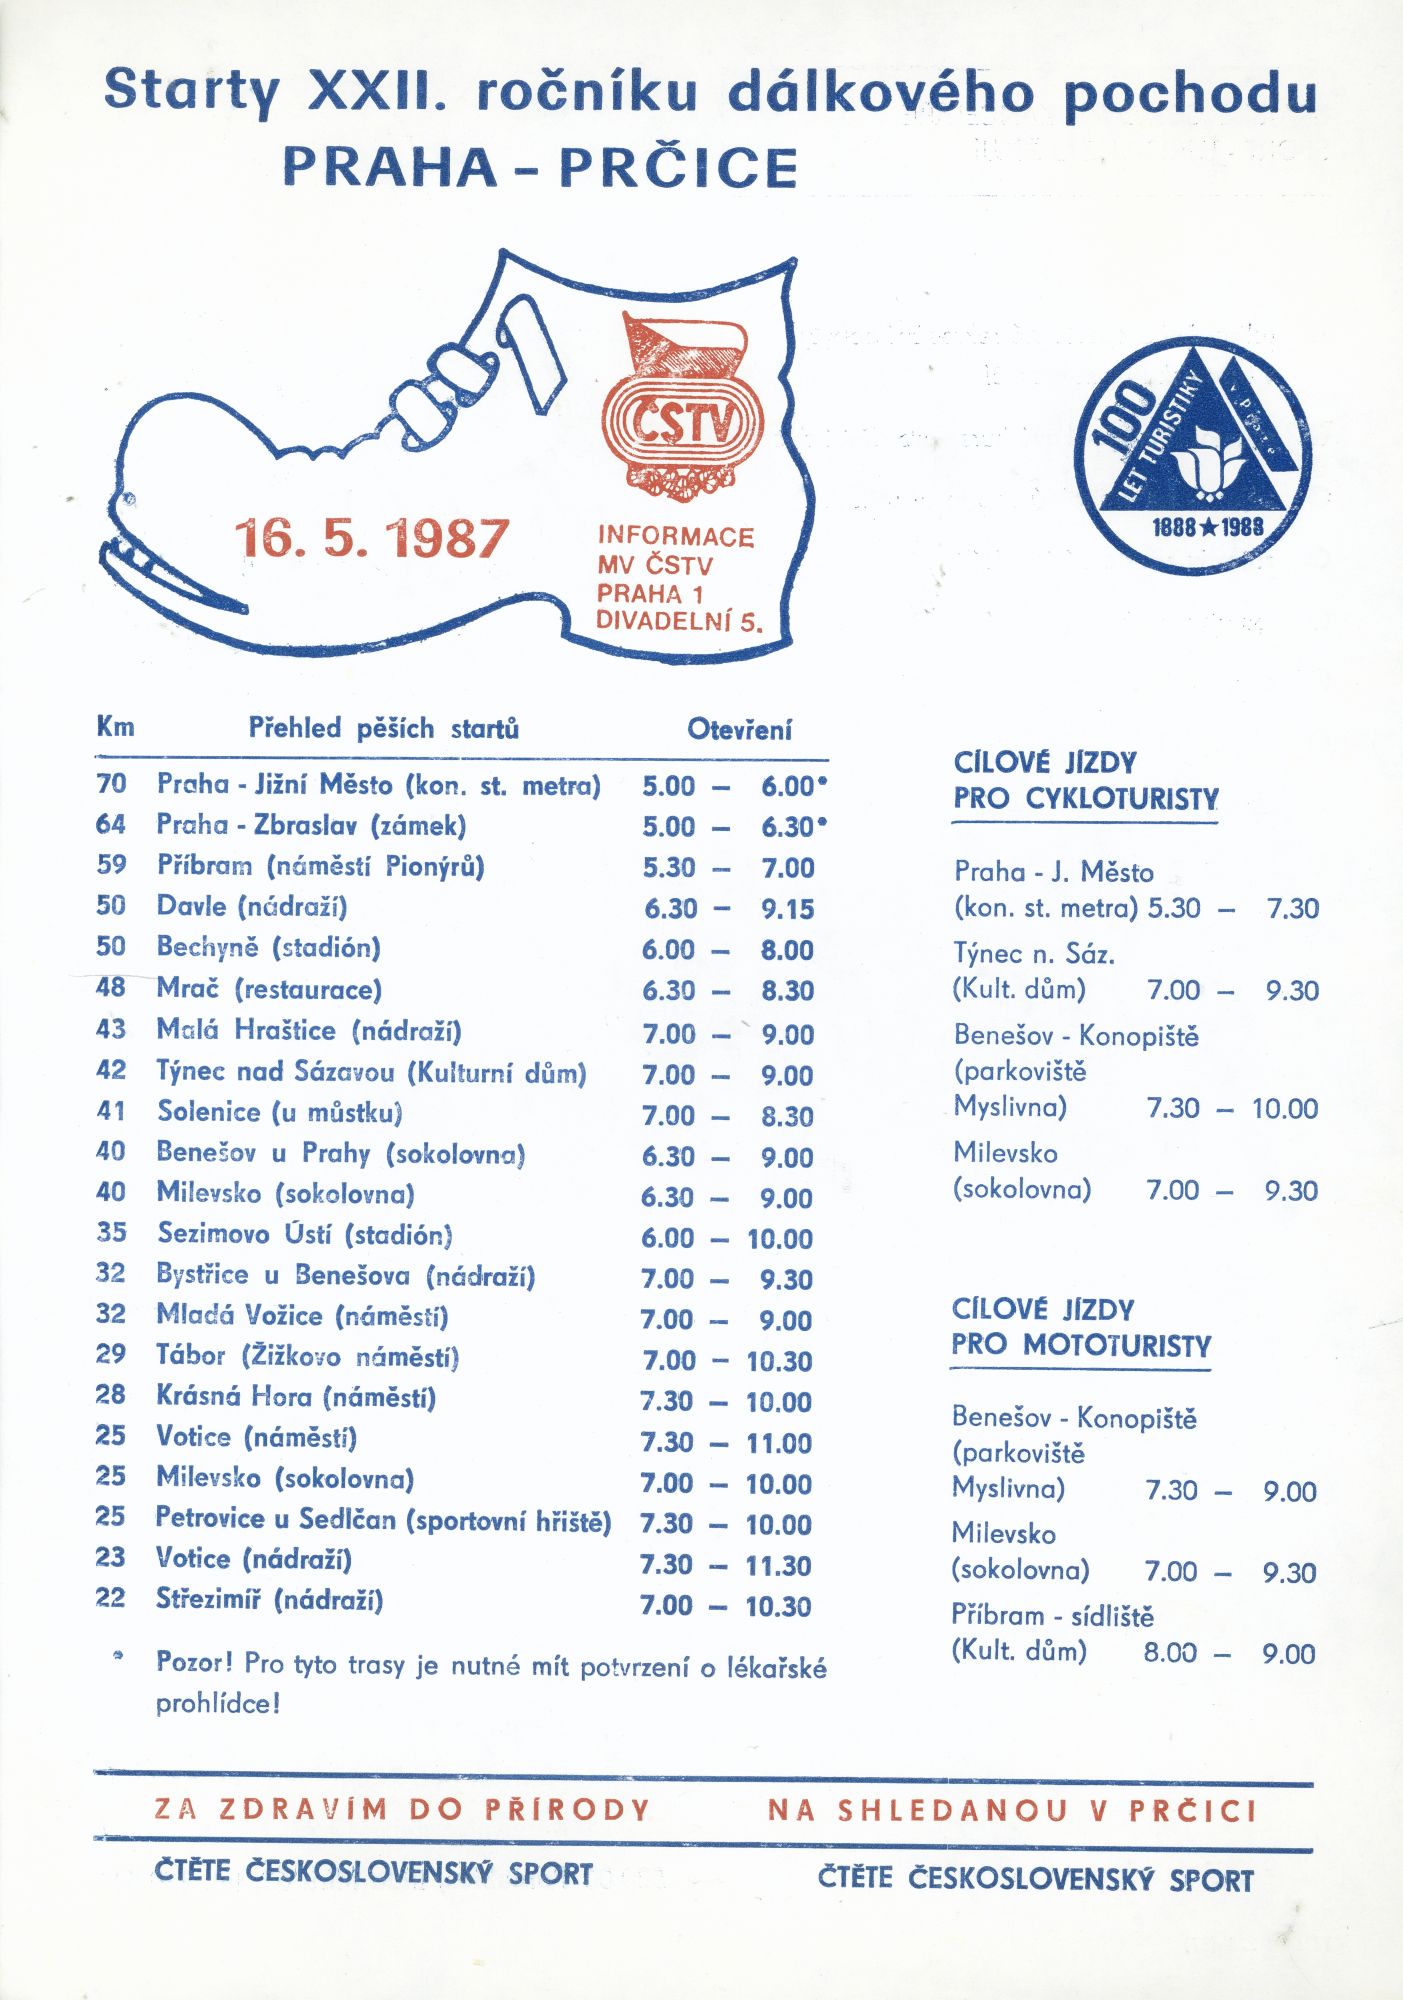 Starty XXII. ročníku dálkového pochodu
PRAHA - PRČICE
ČSTV
16. 5. 1987
INFORMACE
MV ČSTV
PRAHA 1
DIVADELNÍ 5.
100
LET TURISTIKY
v Praze
1888 ★ 1988
Km Přehled pěších startů Otevření
70 Praha - Jižní Město (kon. st. metra) 5.00 — 6.00*
64 Praha - Zbraslav (zámek) 5.00 — 6.30*
59 Příbram (náměstí Pionýrů) 5.30 — 7.00
50 Davle (nádraží) 6.30 — 9.15
50 Bechyně (stadión) 6.00 — 8.00
48 Mrač (restaurace) 6.30 — 8.30
43 Malá Hraštice (nádraží) 7.00 — 9.00
42 Týnec nad Sázavou (Kulturní dům) 7.00 — 9.00
41 Solenice (u můstku) 7.00 — 8.30
40 Benešov u Prahy (sokolovna) 6.30 — 9.00
40 Milevsko (sokolovna) 6.30 — 9.00
35 Sezimovo Ústí (stadión) 6.00 — 10.00
32 Bystřice u Benešova (nádraží) 7.00 — 9.30
32 Mladá Vožice (náměstí) 7.00 — 9.00
29 Tábor (Žižkovo náměstí) 7.00 — 10.30
28 Krásná Hora (náměstí) 7.30 — 10.00
25 Votice (náměstí) 7.30 — 11.00
25 Milevsko (sokolovna) 7.00 — 10.00
25 Petrovice u Sedlčan (sportovní hřiště) 7.30 — 10.00
23 Votice (nádraží) 7.30 — 11.30
22 Střezimíř (nádraží) 7.00 — 10.30
* Pozor! Pro tyto trasy je nutné mít potvrzení o lékařské
prohlídce!
CÍLOVÉ JÍZDY
PRO CYKLOTURISTY
Praha - J. Město
(kon. st. metra) 5.30 — 7.30
Týnec n. Sáz.
(Kult. dům) 7.00 — 9.30
Benešov - Konopiště
(parkoviště
Myslivna) 7.30 — 10.00
Milevsko
(sokolovna) 7.00 — 9.30
CÍLOVÉ JÍZDY
PRO MOTOTURISTY
Benešov - Konopiště
(parkoviště
Myslivna) 7.30 — 9.00
Milevsko
(sokolovna) 7.00 — 9.30
Příbram - sídliště
(Kult. dům) 8.00 — 9.00
ZA ZDRAVÍM DO PŘÍRODY NA SHLEDANOU V PRČICI
ČTĚTE ČESKOSLOVENSKÝ SPORT ČTĚTE ČESKOSLOVENSKÝ SPORT